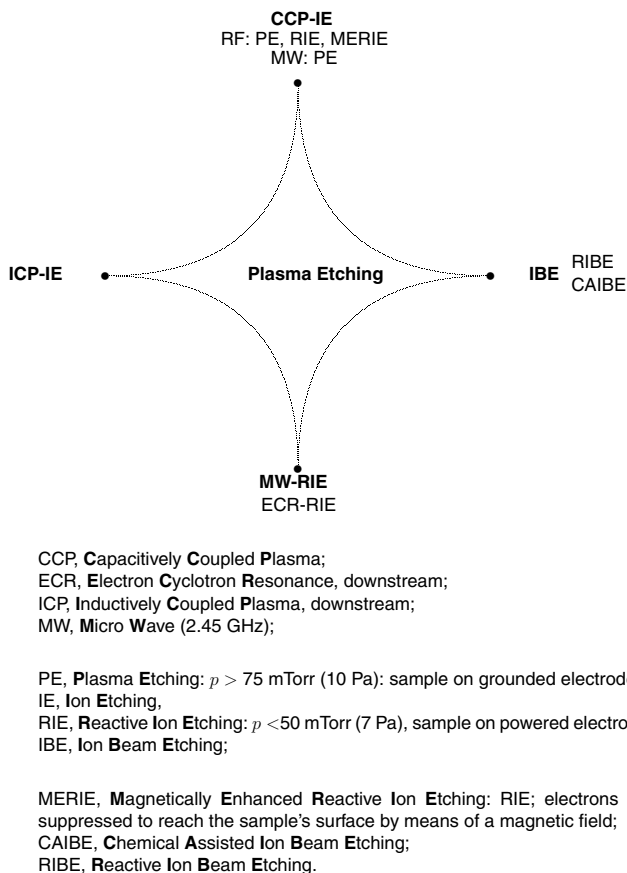 CCP-IE
RF: PE, RIE, MERIE
MW: PE
ICP-IE
Plasma Etching
IBE
RIBE
CAIBE
MW-RIE
ECR-RIE
CCP, Capacitively Coupled Plasma;
ECR, Electron Cyclotron Resonance, downstream;
ICP, Inductively Coupled Plasma, downstream;
MW, Micro Wave (2.45 GHz);
PE, Plasma Etching: p > 75 mTorr (10 Pa): sample on grounded electrod
IE, Ion Etching,
RIE, Reactive Ion Etching: p <50 mTorr (7 Pa), sample on powered electro
IBE, Ion Beam Etching;
MERIE, Magnetically Enhanced Reactive Ion Etching: RIE; electrons
suppressed to reach the sample's surface by means of a magnetic field;
CAIBE, Chemical Assisted Ion Beam Etching;
RIBE, Reactive Ion Beam Etching.